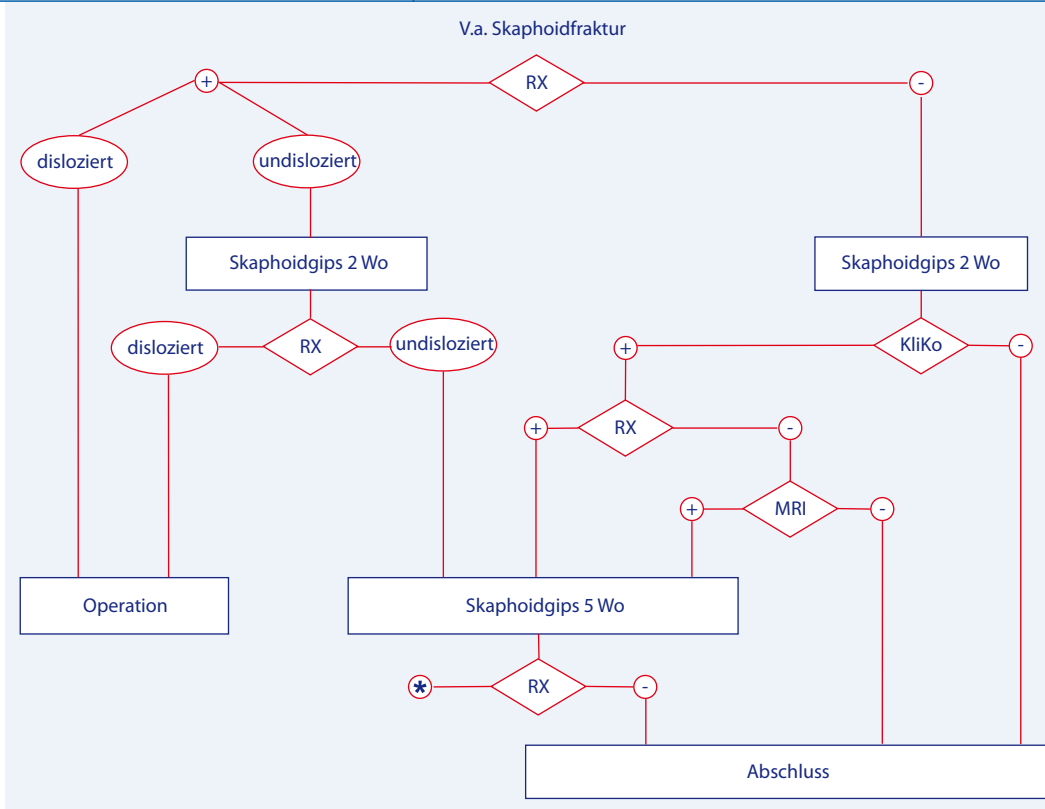 V.a. Skaphoidfraktur
+
RX
-
disloziert
undisloziert
Skaphoidgips 2 Wo
Skaphoidgips 2 Wo
disloziert
RX
undisloziert
+
KliKo
-
+
RX
-
+
MRI
-
Operation
Skaphoidgips 5 Wo
*
RX
-
Abschluss